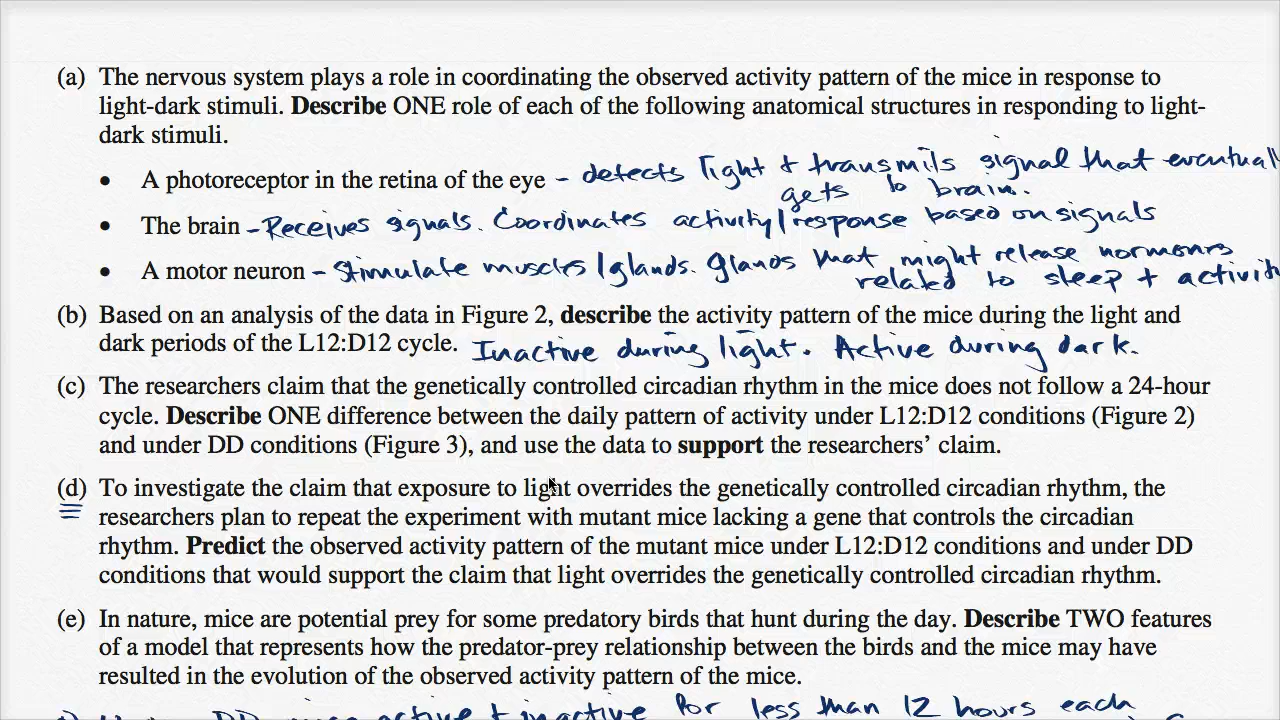 (a) The nervous system plays a role in coordinating the observed activity pattern of the mice in response to
light-dark stimuli. Describe ONE role of each of the following anatomical structures in responding to light-
dark stimuli.
• A photoreceptor in the retina of the eye - detects light + transmits signal that eventuall
gets to brain.
• The brain - Receives signals. Coordinates activity/response based on signals
• A motor neuron - stimulate muscles/glands. Glands that might release hormones
related to sleep + activit
(b) Based on an analysis of the data in Figure 2, describe the activity pattern of the mice during the light and
dark periods of the L12:D12 cycle. Inactive during light. Active during dark.
(c) The researchers claim that the genetically controlled circadian rhythm in the mice does not follow a 24-hour
cycle. Describe ONE difference between the daily pattern of activity under L12:D12 conditions (Figure 2)
and under DD conditions (Figure 3), and use the data to support the researchers' claim.
(d) To investigate the claim that exposure to light overrides the genetically controlled circadian rhythm, the
researchers plan to repeat the experiment with mutant mice lacking a gene that controls the circadian
rhythm. Predict the observed activity pattern of the mutant mice under L12:D12 conditions and under DD
conditions that would support the claim that light overrides the genetically controlled circadian rhythm.
(e) In nature, mice are potential prey for some predatory birds that hunt during the day. Describe TWO features
of a model that represents how the predator-prey relationship between the birds and the mice may have
resulted in the evolution of the observed activity pattern of the mice.
DD mice active + inactive for less than 12 hours each